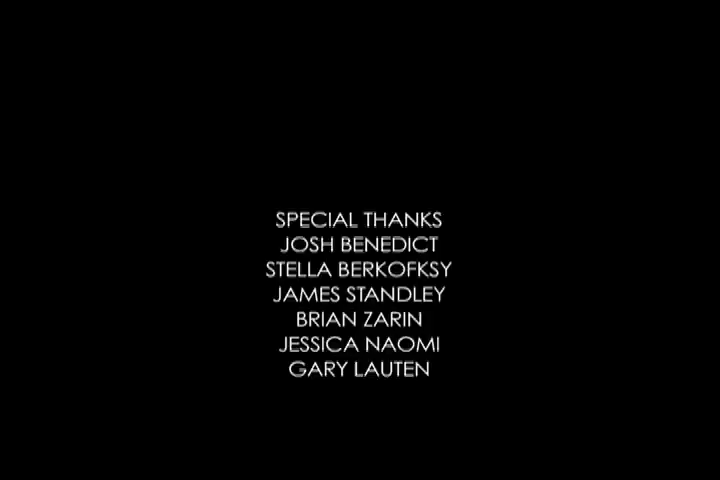 SPECIAL THANKS
JOSH BENEDICT
STELLA BERKOFKSY
JAMES STANDLEY
BRIAN ZARIN
JESSICA NAOMI
GARY LAUTEN